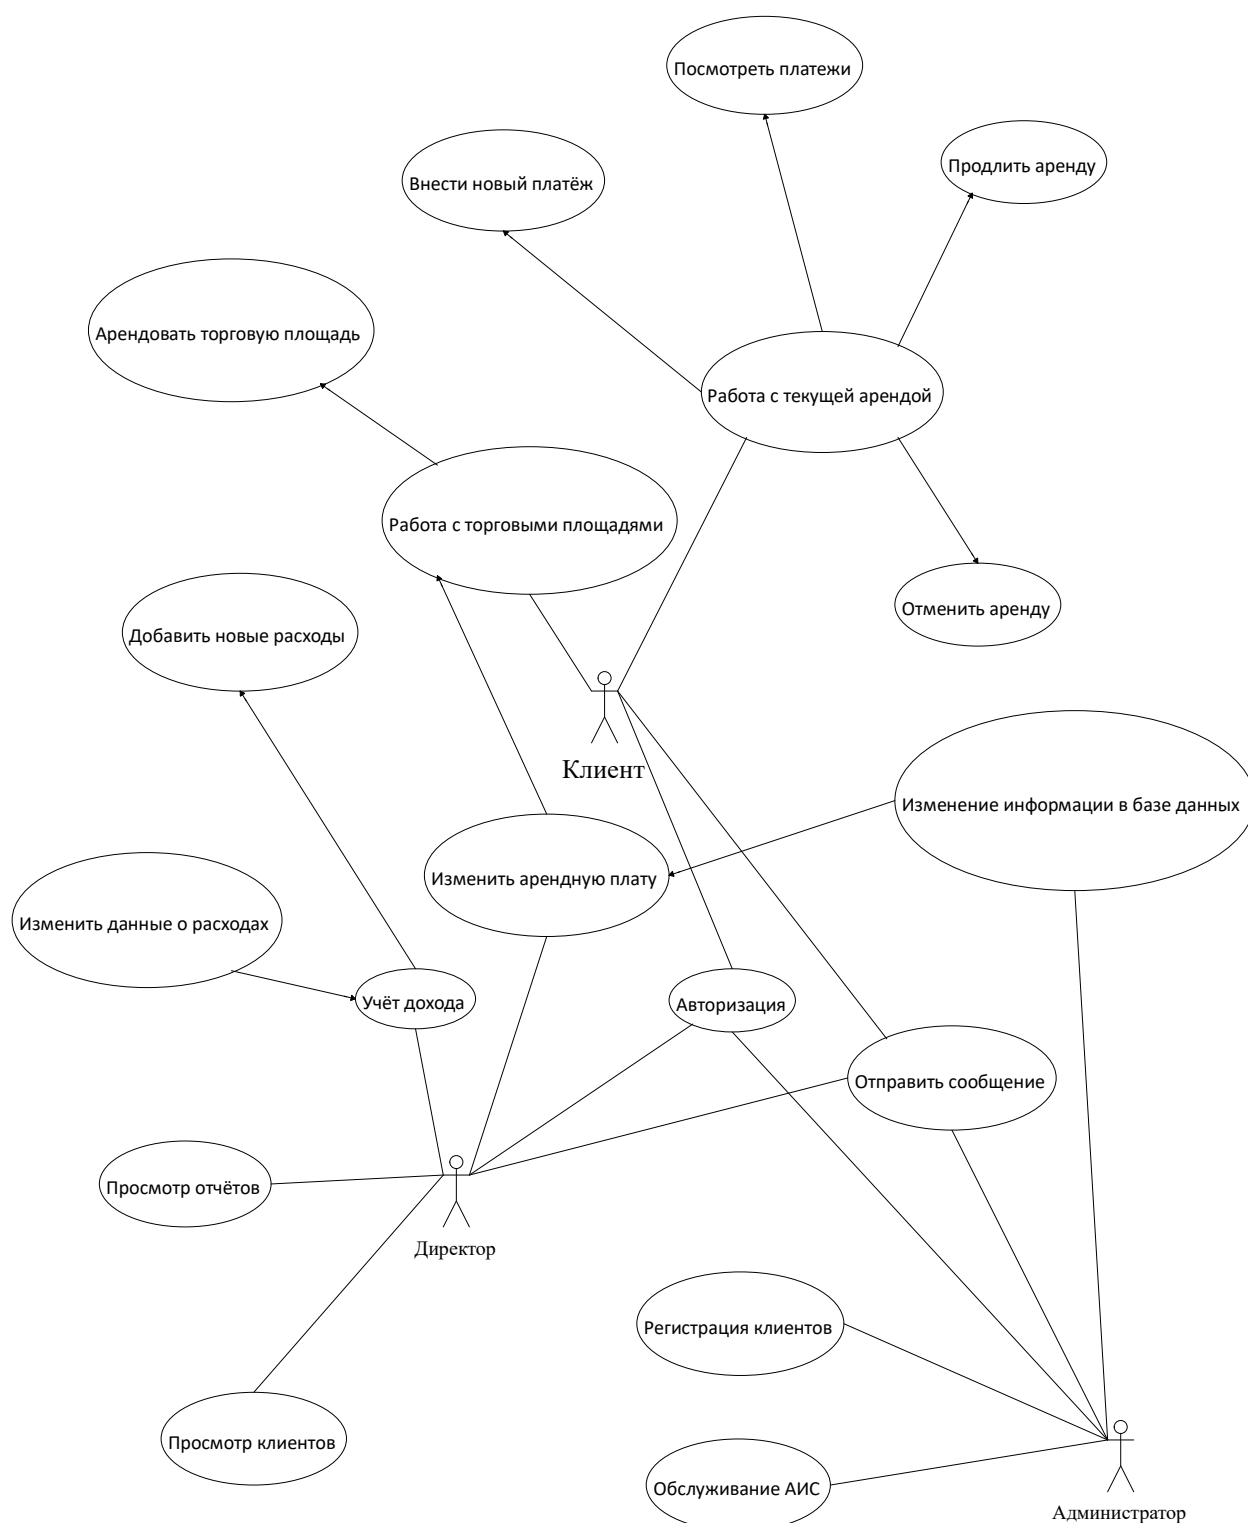 Посмотреть платежи
Продлить аренду
Внести новый платёж
Арендовать торговую площадь
Работа с текущей арендой
Работа с торговыми площадями
Отменить аренду
Добавить новые расходы
Клиент
Изменение информации в базе данных
Изменить арендную плату
Изменить данные о расходах
Учёт дохода
Авторизация
Отправить сообщение
Просмотр отчётов
Директор
Регистрация клиентов
Просмотр клиентов
Обслуживание АИС
Администратор